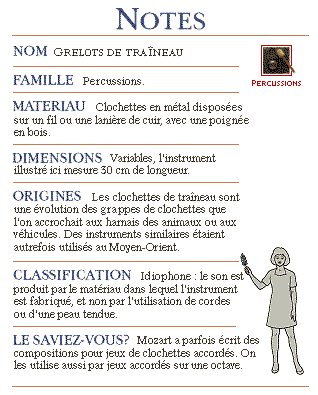 NOTES
NOM GRELOTS DE TRAÎNEAU
PERCUSSIONS
FAMILLE Percussions.
MATERIAU Clochettes en métal disposées
sur un fil ou une lanière de cuir, avec une poignée
en bois.
DIMENSIONS Variables, l'instrument
illustré ici mesure 30 cm de longueur.
ORIGINES Les clochettes de traîneau sont
une évolution des grappes de clochettes que
l'on accrochait aux harnais des animaux ou aux
véhicules. Des instruments similaires étaient
autrefois utilisés au Moyen-Orient.
CLASSIFICATION Idiophone : le son est
produit par le matériau dans lequel l'instrument
est fabriqué, et non par l'utilisation de cordes
ou d'une peau tendue.
LE SAVIEZ-VOUS? Mozart a parfois écrit des
compositions pour jeux de clochettes accordés. On
les utilise aussi par jeux accordés sur une octave.